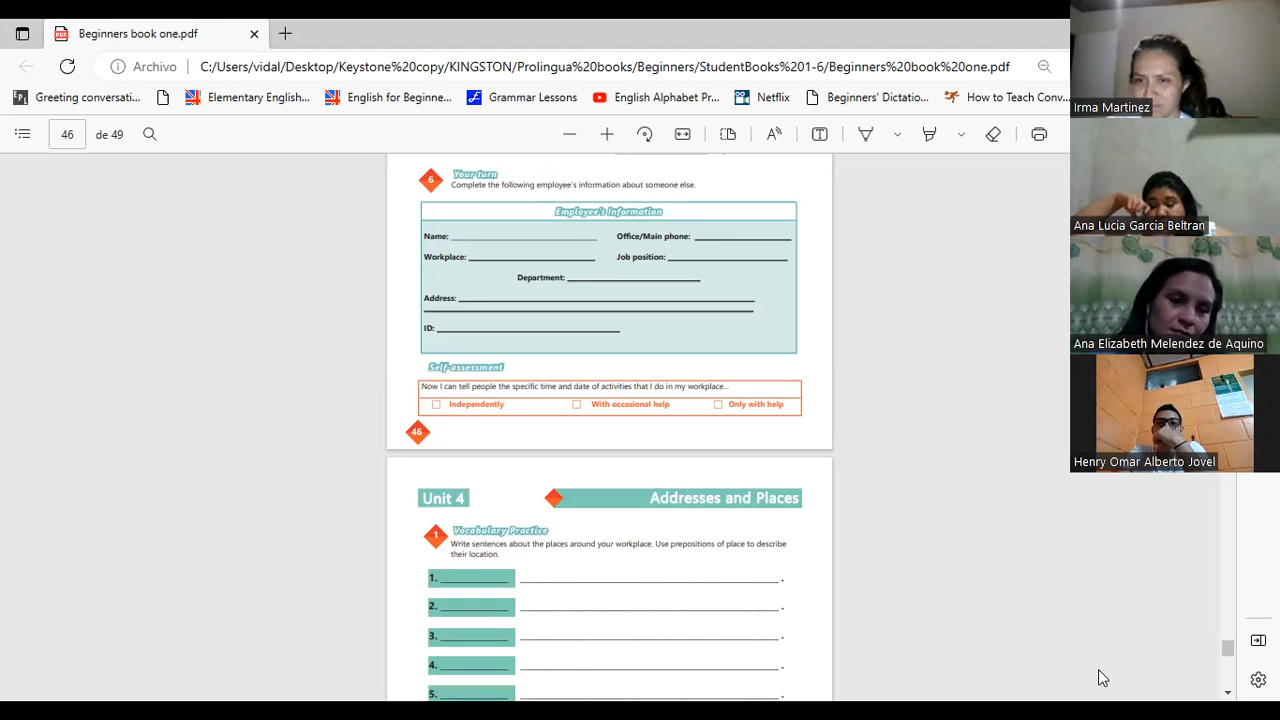 Beginners book one.pdf
Archivo C:/Users/vidal/Desktop/Keystone%20copy/KINGSTON/Prolingua%20books/Beginners/StudentBooks%201-6/Beginners%20book%20one.pdf
Greeting conversati... Elementary English... English for Beginne... Grammar Lessons English Alphabet Pr... Netflix Beginners' Dictatio... How to Teach Conv...
46 de 49
6 Your turn
Complete the following employee's information about someone else.
Employee's Information
Name: Office/Main phone:
Workplace: Job position:
Department:
Address:
ID:
Self-assessment
Now I can tell people the specific time and date of activities that I do in my workplace...
Independently With occasional help Only with help
46
Unit 4 Addresses and Places
1 Vocabulary Practice
Write sentences about the places around your workplace. Use prepositions of place to describe
their location.
1. .
2. .
3. .
4. .
5. .
Irma Martinez
Ana Lucia Garcia Beltran
Ana Elizabeth Melendez de Aquino
Henry Omar Alberto Jovel